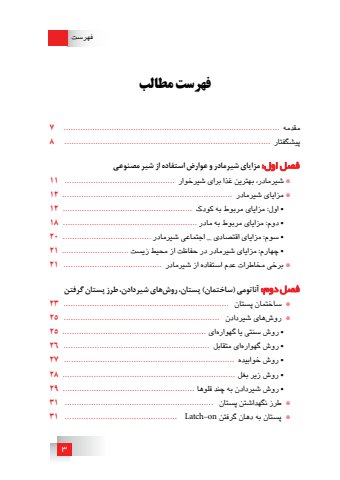 فهرست
فهرست مطالب
مقدمه ۷
پیشگفتار ۸
فصل اول: مزایای شیرمادر و عوارض استفاده از شیر مصنوعی
* شیرمادر، بهترین غذا برای شیرخوار ۱۱
* مزایای شیرمادر ۱۲
• اول: مزایای مربوط به کودک ۱۲
• دوم: مزایای مربوط به مادر ۱۸
• سوم: مزایای اقتصادی _ اجتماعی شیرمادر ۲۰
• چهارم: مزایای شیرمادر در حفاظت از محیط زیست ۲۱
* برخی مخاطرات عدم استفاده از شیرمادر ۲۱
فصل دوم: آناتومی (ساختمان) پستان، روش‌های شیردادن، طرز پستان گرفتن
* ساختمان پستان ۲۳
* روش‌های شیردادن ۲۵
• روش سنتی یا گهواره‌ای ۲۵
• روش گهواره‌ای متقابل ۲۶
• روش خوابیده ۲۷
• روش زیر بغل ۲۸
• روش شیردادن به چند قلوها ۲۹
* طرز نگهداشتن پستان ۳۱
* پستان به دهان گرفتن Latch-on ۳۱
۳